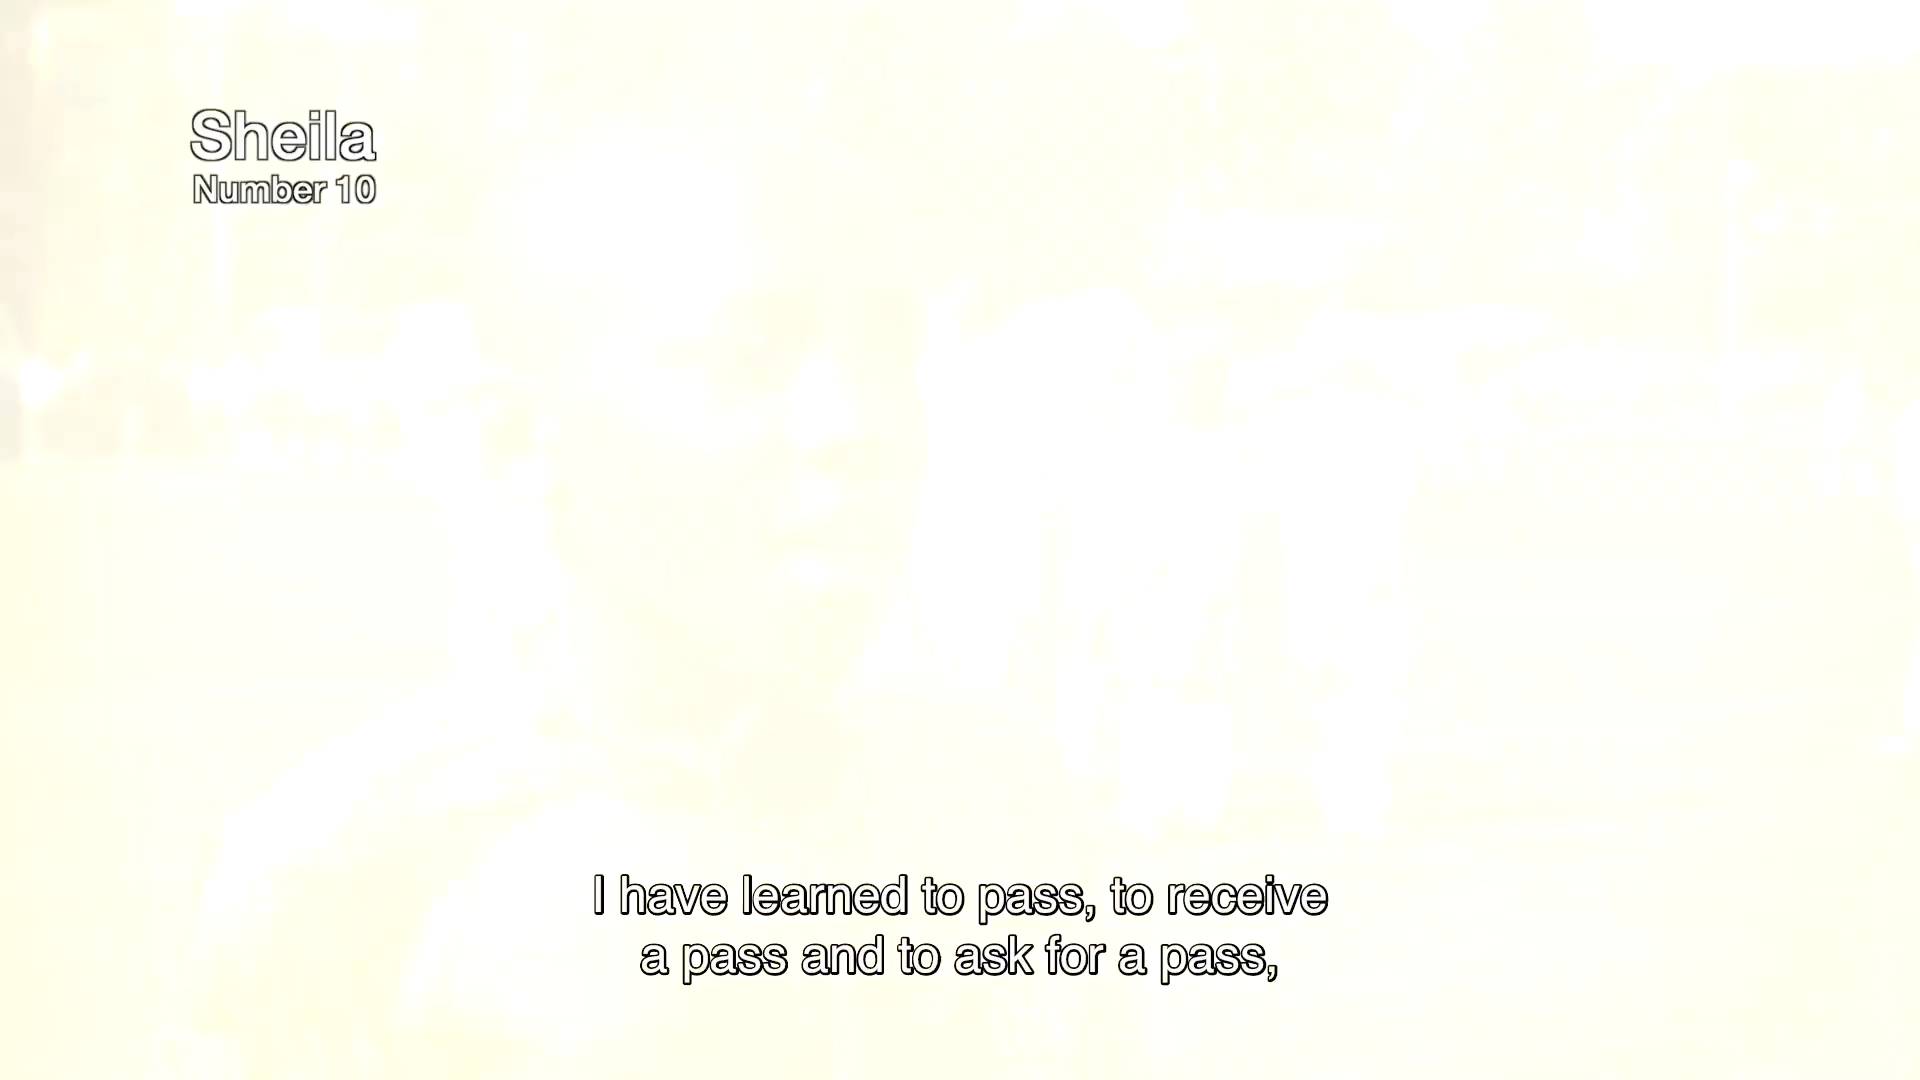 Sheila
Number 10
I have learned to pass, to receive
a pass and to ask for a pass,